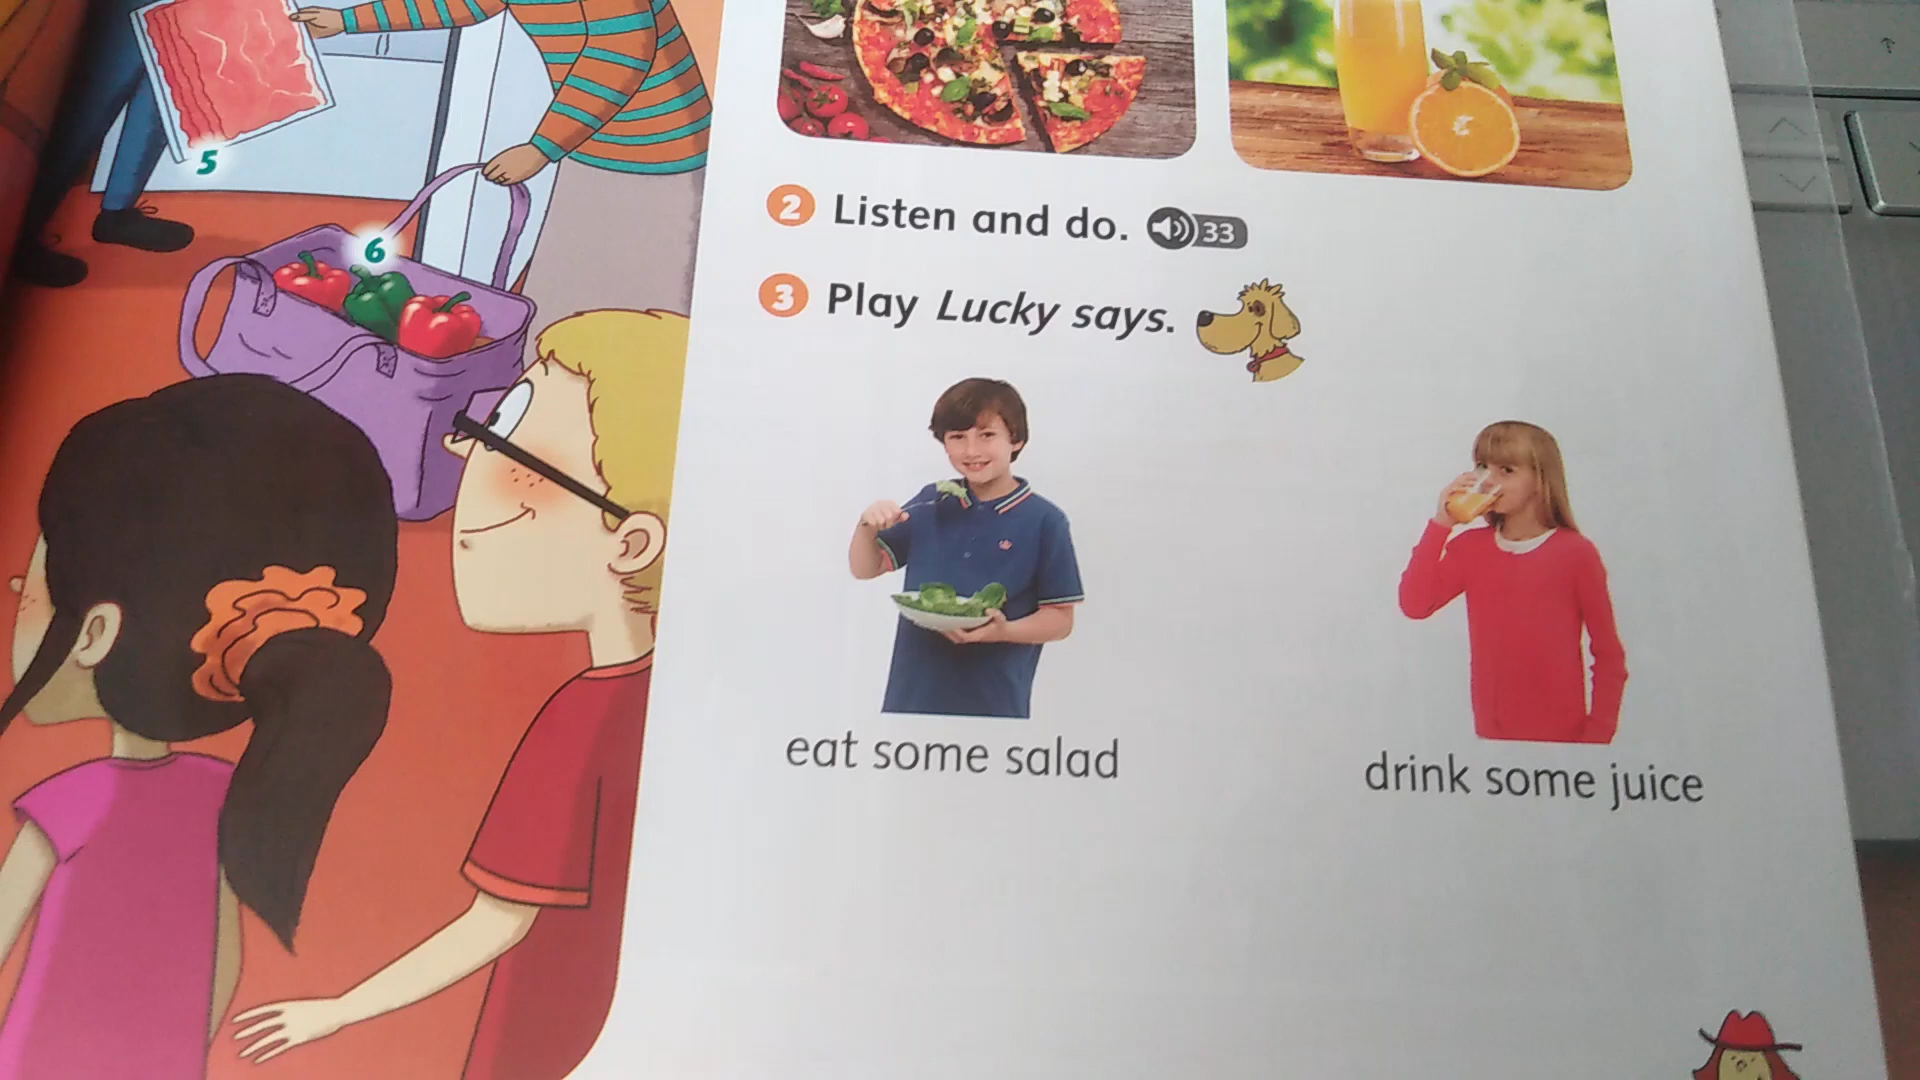 5
6
2 Listen and do. 33
3 Play Lucky says.
eat some salad
drink some juice